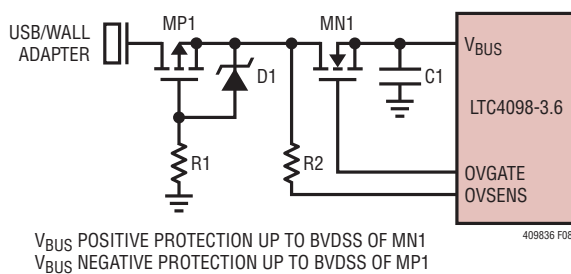 USB/WALL
ADAPTER
MP1
MN1
D1
R1
R2
C1
VBUS
LTC4098-3.6
OVGATE
OVSENS
409836 F08
VBUS POSITIVE PROTECTION UP TO BVDSS OF MN1
VBUS NEGATIVE PROTECTION UP TO BVDSS OF MP1